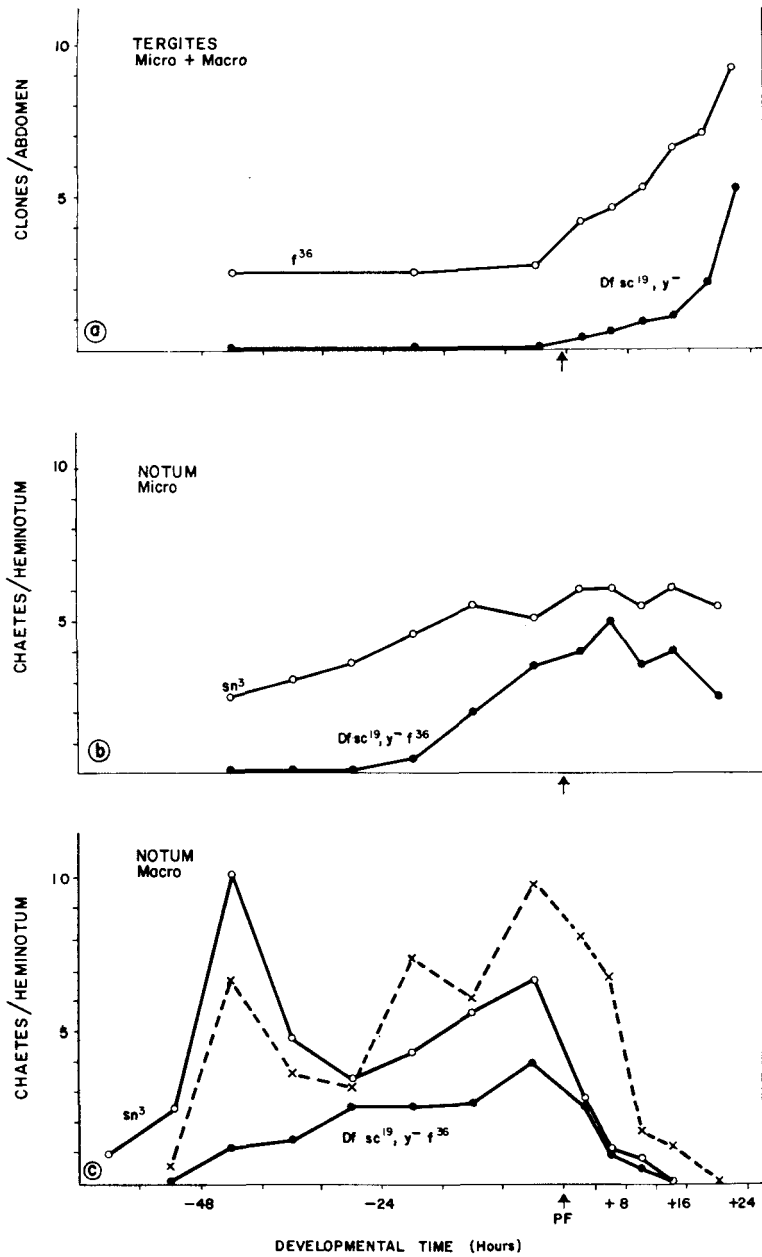 TERGITES
Micro + Macro
CLONES/ABDOMEN
10
5
f36
Df sc19, y−
a
NOTUM
Micro
CHAETES/HEMINOTUM
10
5
sn3
Df sc19, y− f36
b
NOTUM
Macro
CHAETES/HEMINOTUM
10
5
sn3
Df sc19, y− f36
c
-48
-24
PF
+8
+16
+24
DEVELOPMENTAL TIME (Hours)